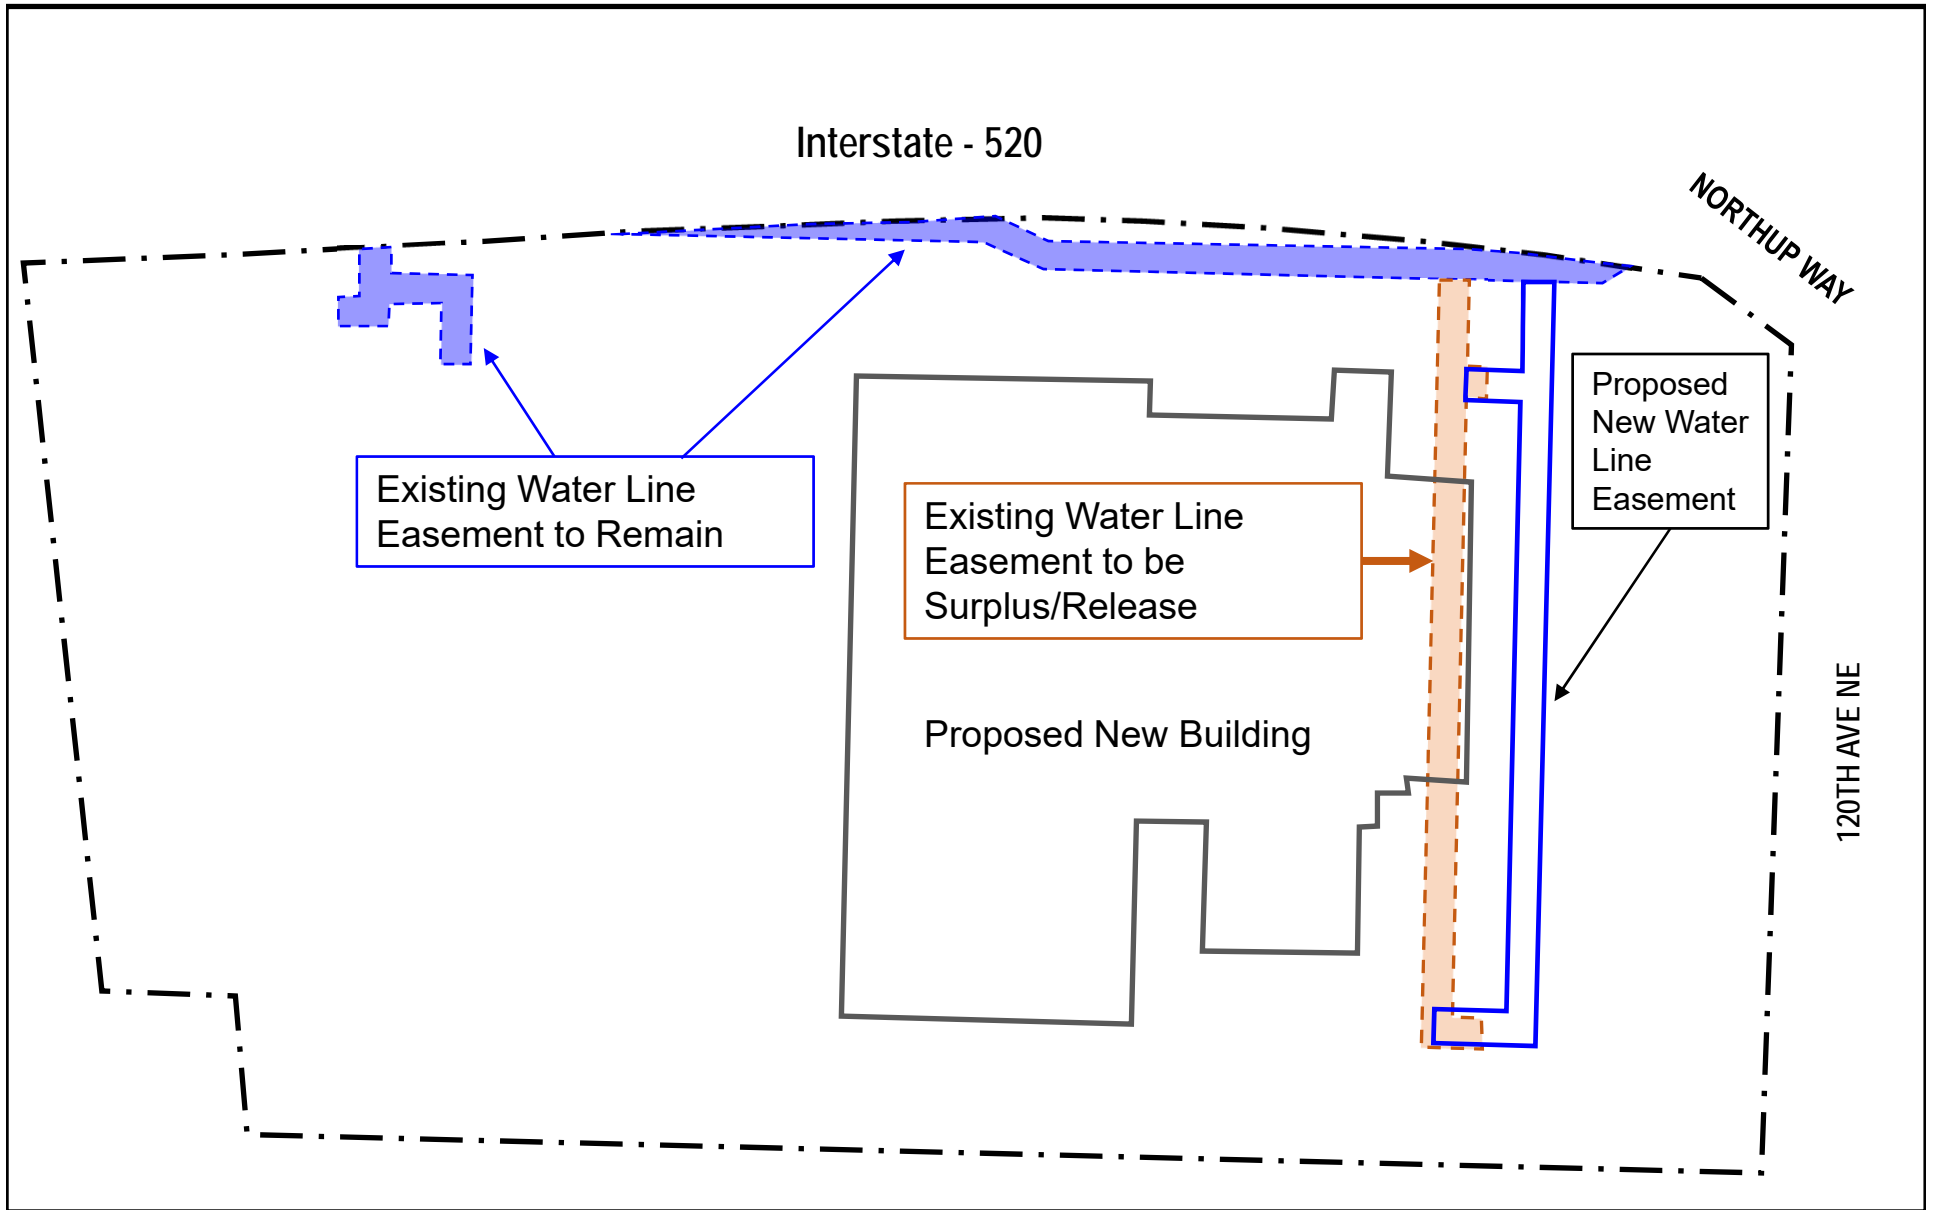 Interstate - 520
NORTHUP WAY
Proposed
New Water
Line
Easement
Existing Water Line
Easement to Remain
Existing Water Line
Easement to be
Surplus/Release
Proposed New Building
120TH AVE NE